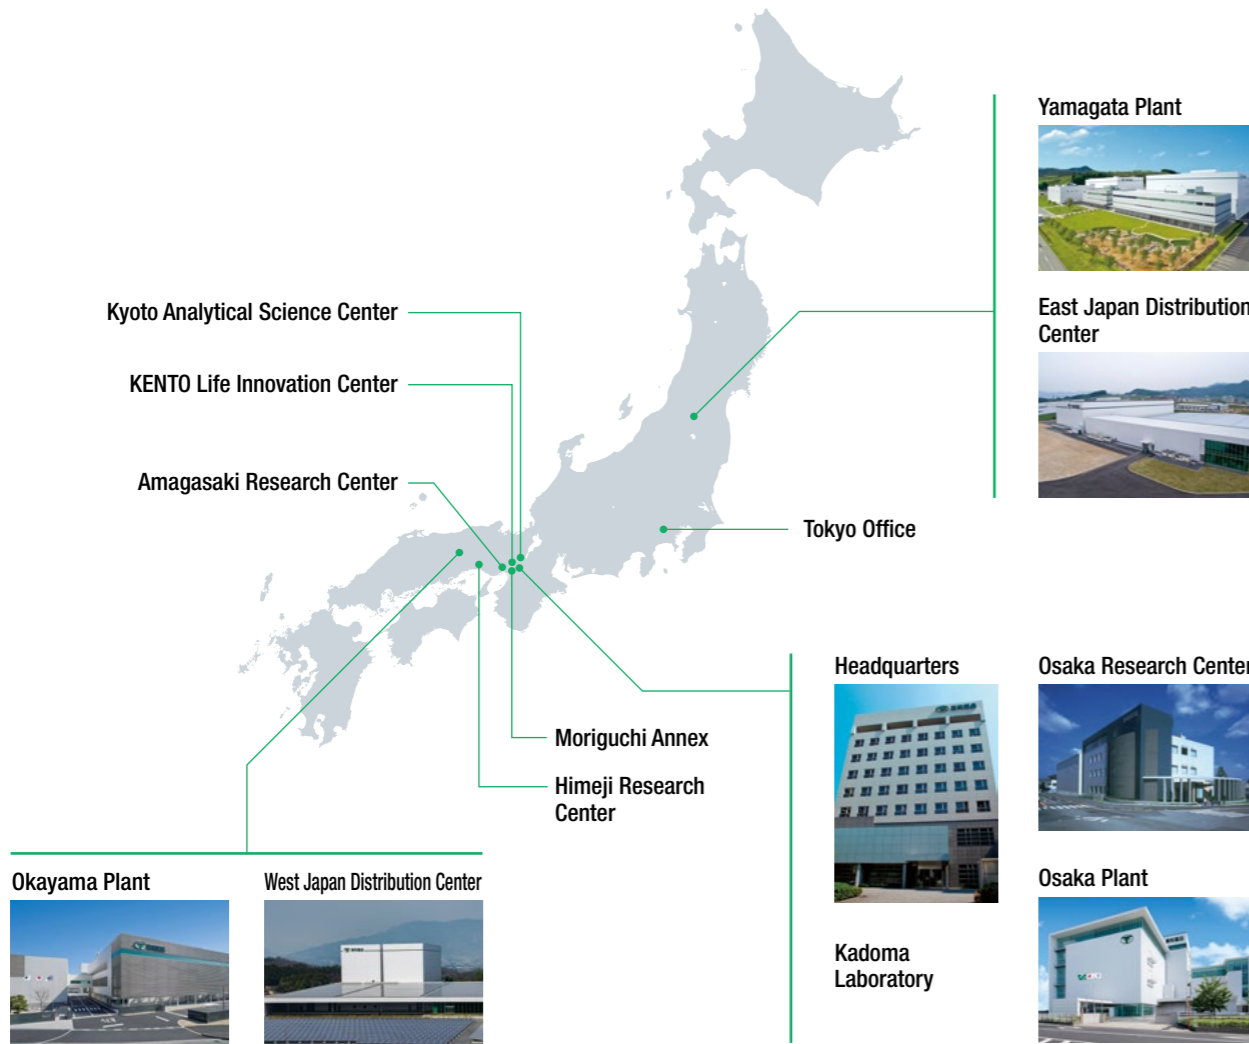 Yamagata Plant
East Japan Distribution
Center
Kyoto Analytical Science Center
KENTO Life Innovation Center
Amagasaki Research Center
Tokyo Office
Headquarters
Osaka Research Center
Moriguchi Annex
Himeji Research
Center
Okayama Plant
West Japan Distribution Center
Osaka Plant
Kadoma
Laboratory